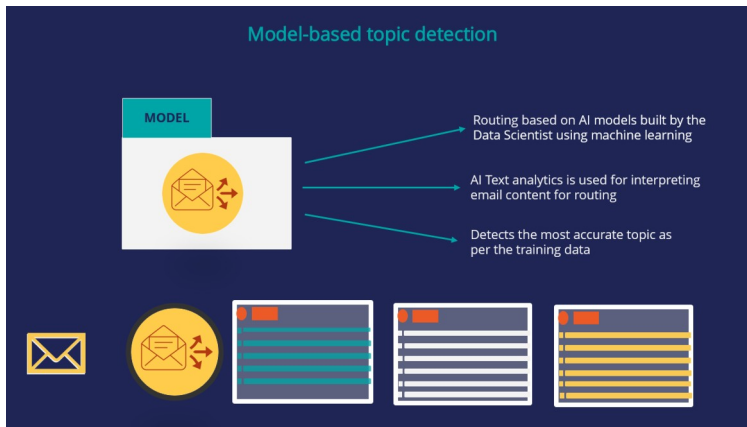 Model-based topic detection
MODEL
Routing based on AI models built by the
Data Scientist using machine learning
AI Text analytics is used for interpreting
email content for routing
Detects the most accurate topic as
per the training data